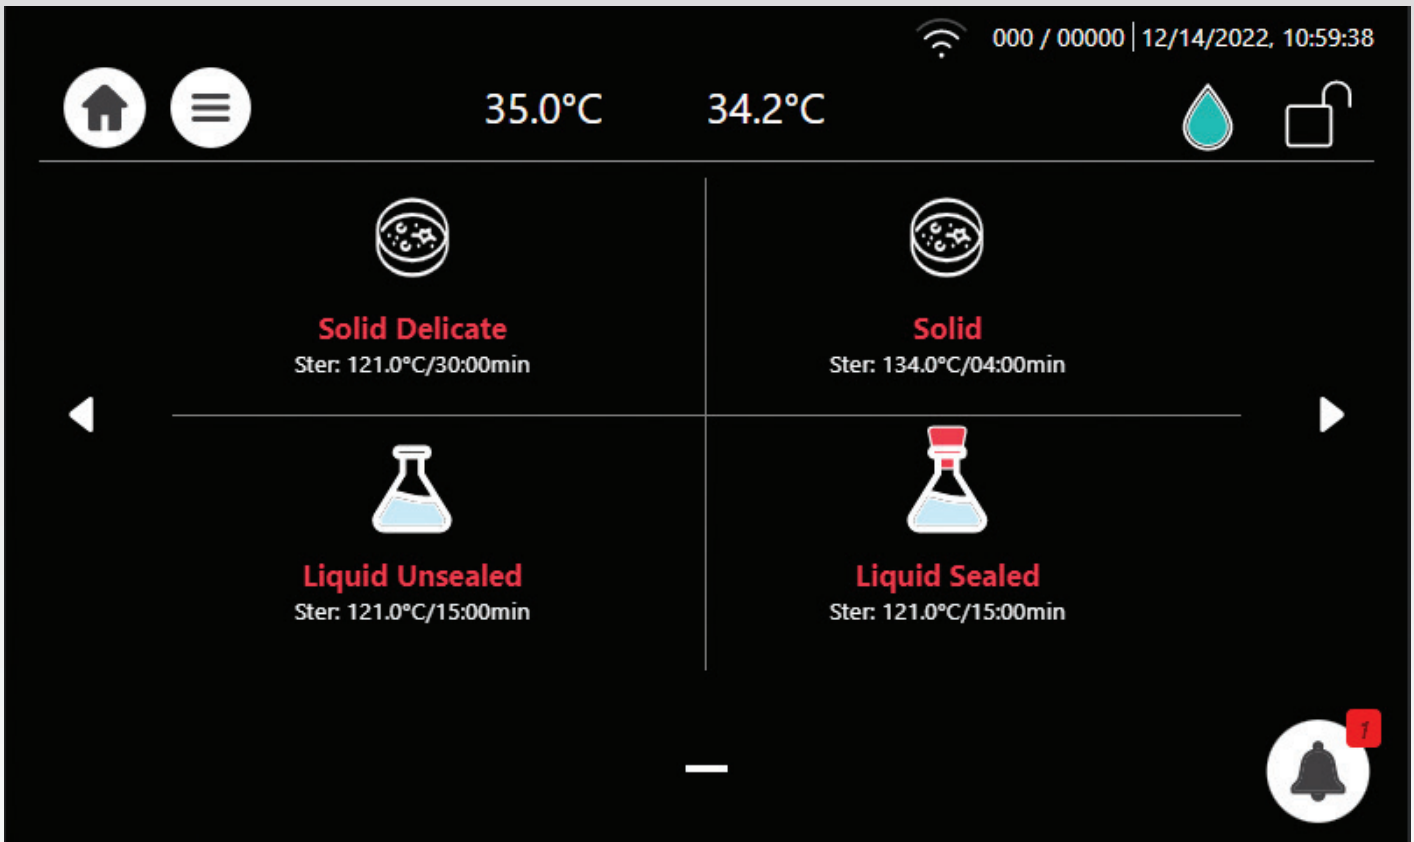 000 / 00000 12/14/2022, 10:59:38
35.0°C 34.2°C
Solid Delicate
Ster: 121.0°C/30:00min
Solid
Ster: 134.0°C/04:00min
Liquid Unsealed
Ster: 121.0°C/15:00min
Liquid Sealed
Ster: 121.0°C/15:00min
1